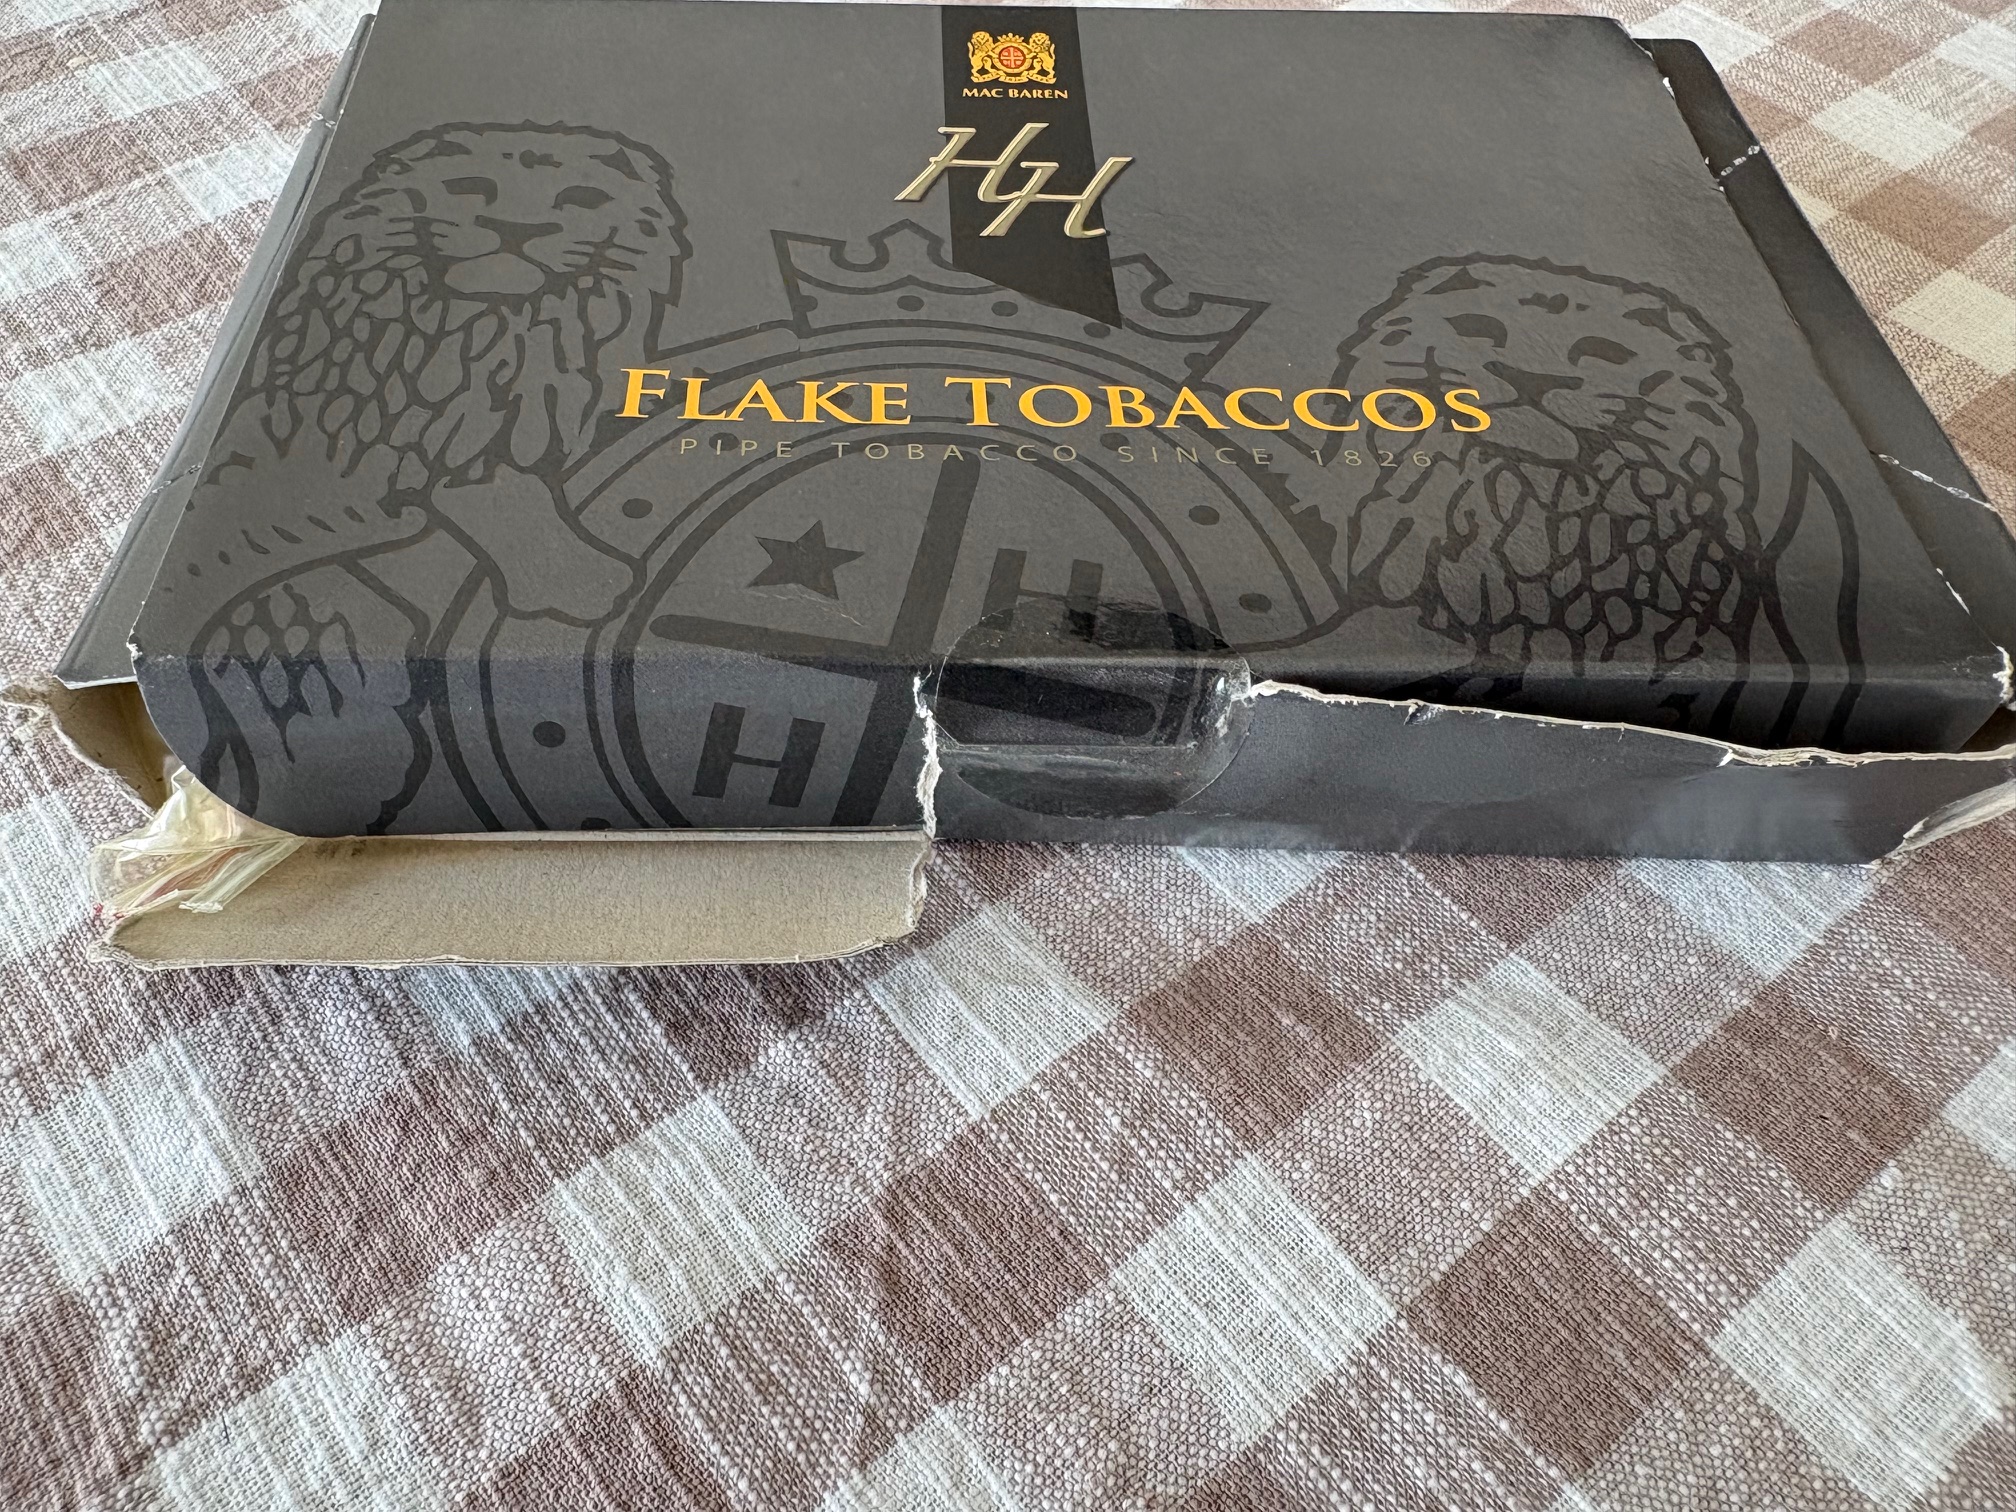 MAC BAREN
HH
FLAKE TOBACCOS
PIPE TOBACCO SINCE 1826
H
H